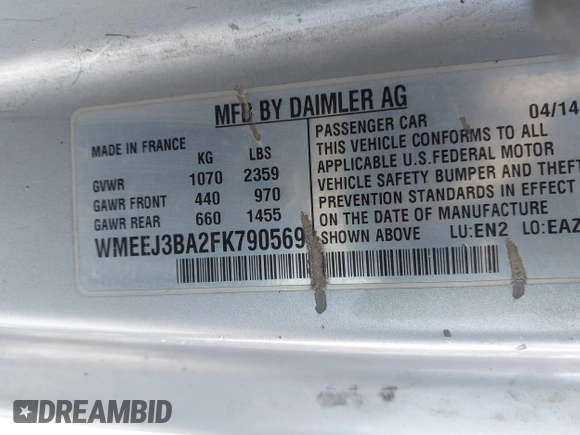 MFD BY DAIMLER AG
MADE IN FRANCE
KG LBS
GVWR 1070 2359
GAWR FRONT 440 970
GAWR REAR 660 1455
WMEEJ3BA2FK790569
04/14
PASSENGER CAR
THIS VEHICLE CONFORMS TO ALL
APPLICABLE U.S.FEDERAL MOTOR
VEHICLE SAFETY BUMPER AND THEFT
PREVENTION STANDARDS IN EFFECT
ON THE DATE OF MANUFACTURE
SHOWN ABOVE LU:EN2 LO:EAZ
DREAMBID